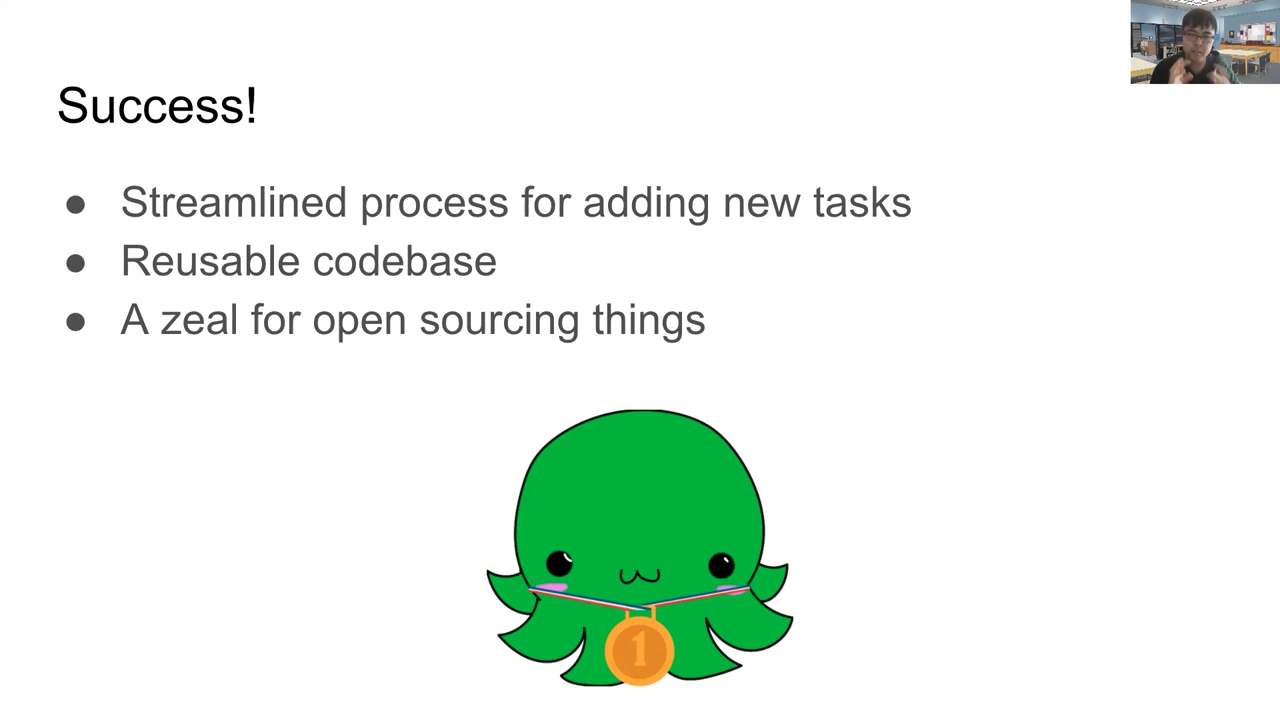 Success!
● Streamlined process for adding new tasks
● Reusable codebase
● A zeal for open sourcing things
1